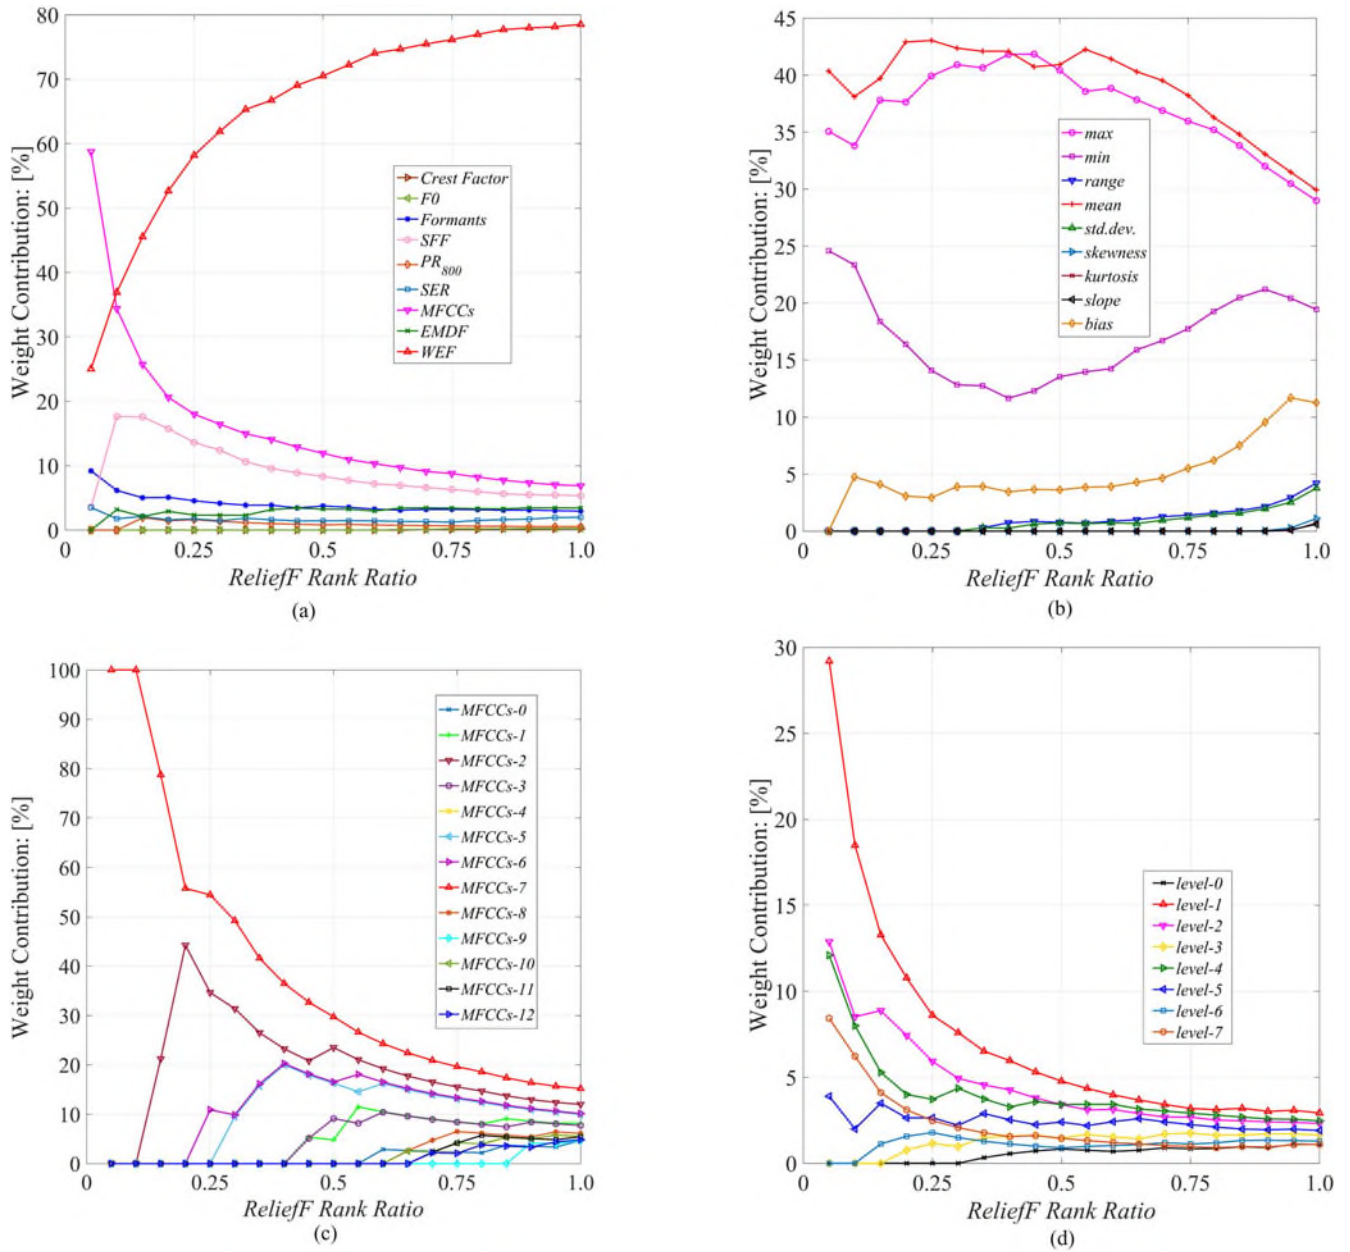 80
70
60
50
40
30
20
10
0
Weight Contribution: [%]
Crest Factor
F0
Formants
SFF
PR800
SER
MFCCs
EMDF
WEF
0 0.25 0.5 0.75 1.0
ReliefF Rank Ratio
(a)
45
40
35
30
25
20
15
10
5
0
Weight Contribution: [%]
max
min
range
mean
std.dev.
skewness
kurtosis
slope
bias
0 0.25 0.5 0.75 1.0
ReliefF Rank Ratio
(b)
100
90
80
70
60
50
40
30
20
10
0
Weight Contribution: [%]
MFCCs-0
MFCCs-1
MFCCs-2
MFCCs-3
MFCCs-4
MFCCs-5
MFCCs-6
MFCCs-7
MFCCs-8
MFCCs-9
MFCCs-10
MFCCs-11
MFCCs-12
0 0.25 0.5 0.75 1.0
ReliefF Rank Ratio
(c)
30
25
20
15
10
5
0
Weight Contribution: [%]
level-0
level-1
level-2
level-3
level-4
level-5
level-6
level-7
0 0.25 0.5 0.75 1.0
ReliefF Rank Ratio
(d)